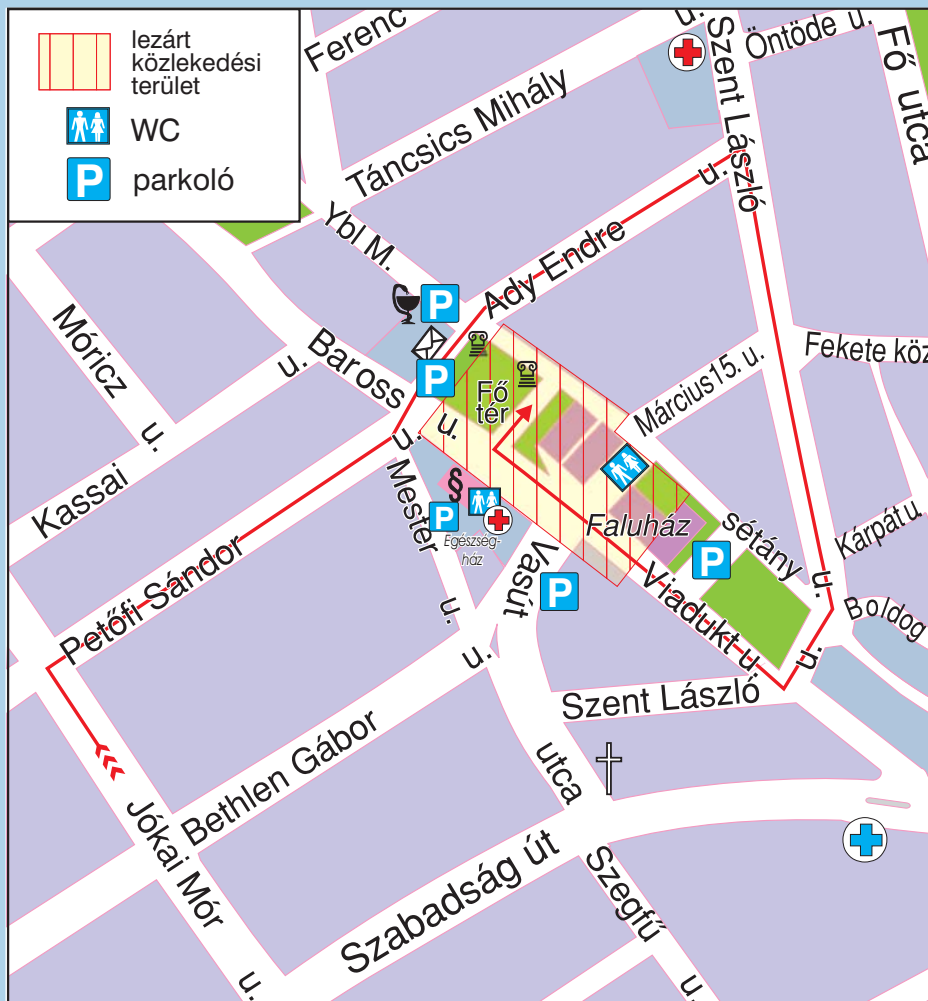 lezárt
közlekedési
terület
WC
P
parkoló
Ferenc
u.
Szent László
Öntöde u.
Fő utca
Táncsics Mihály
Ybl M.
Ady Endre
u.
Móricz
u.
Baross
u.
P
P
Fő
tér
u.
u.
Március15. u.
Fekete köz
Kassai
u.
Mester
u.
§
P
Egészség-
ház
Vasút
utca
P
Faluház
P
sétány
u.
Kárpát u.
Boldog
Viadukt u.
u.
Petőfi Sándor
Szent László
Bethlen Gábor
u.
Jókai Mór
u.
Szabadság út
Szegfű
u.